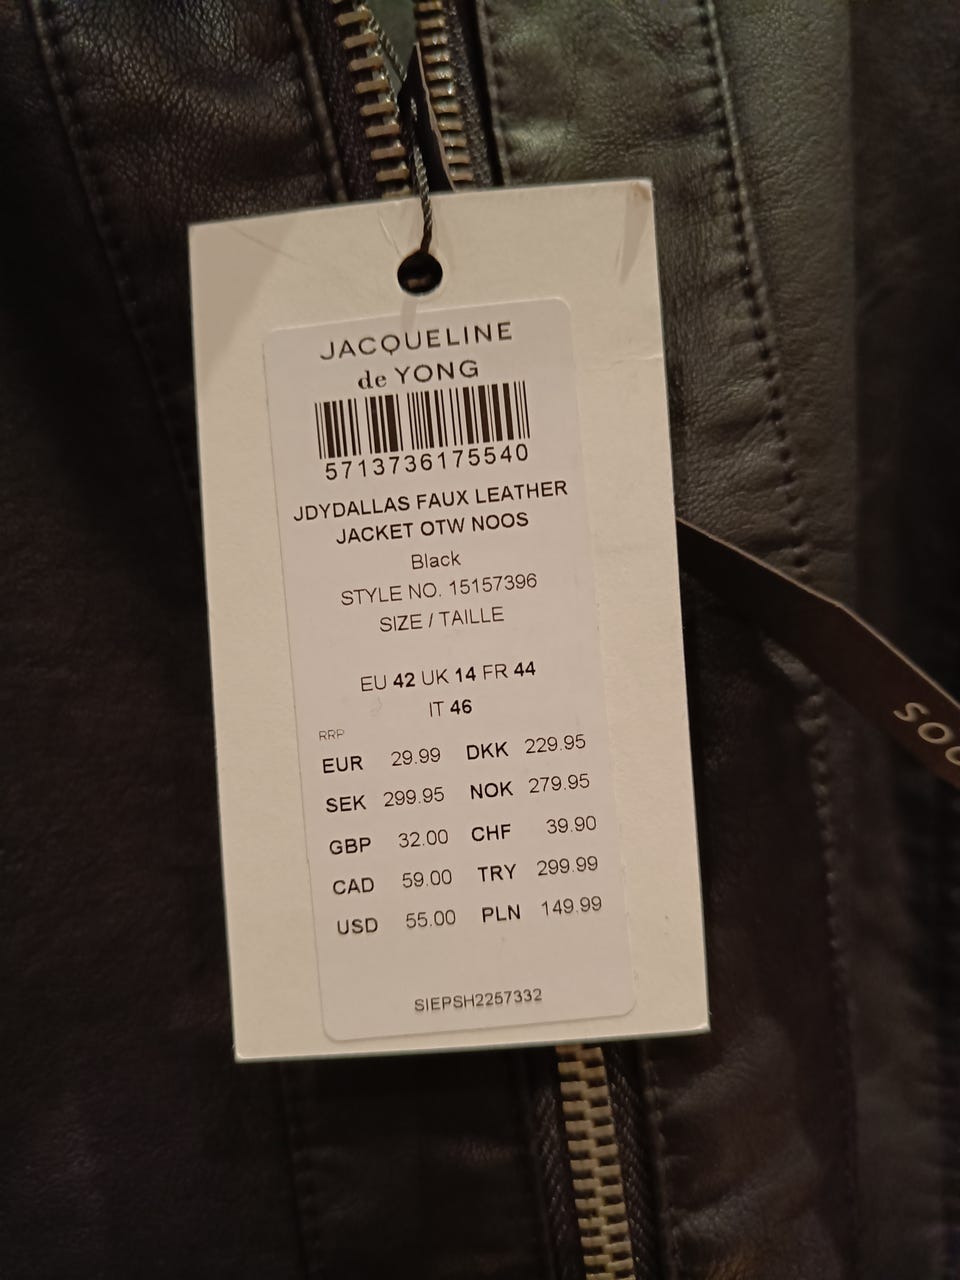 JACQUELINE
de YONG
5713736175540
JDYDALLAS FAUX LEATHER
JACKET OTW NOOS
Black
STYLE NO. 15157396
SIZE / TAILLE
EU 42 UK 14 FR 44
IT 46
RRP
EUR 29.99 DKK 229.95
SEK 299.95 NOK 279.95
GBP 32.00 CHF 39.90
CAD 59.00 TRY 299.99
USD 55.00 PLN 149.99
SIEPSH2257332